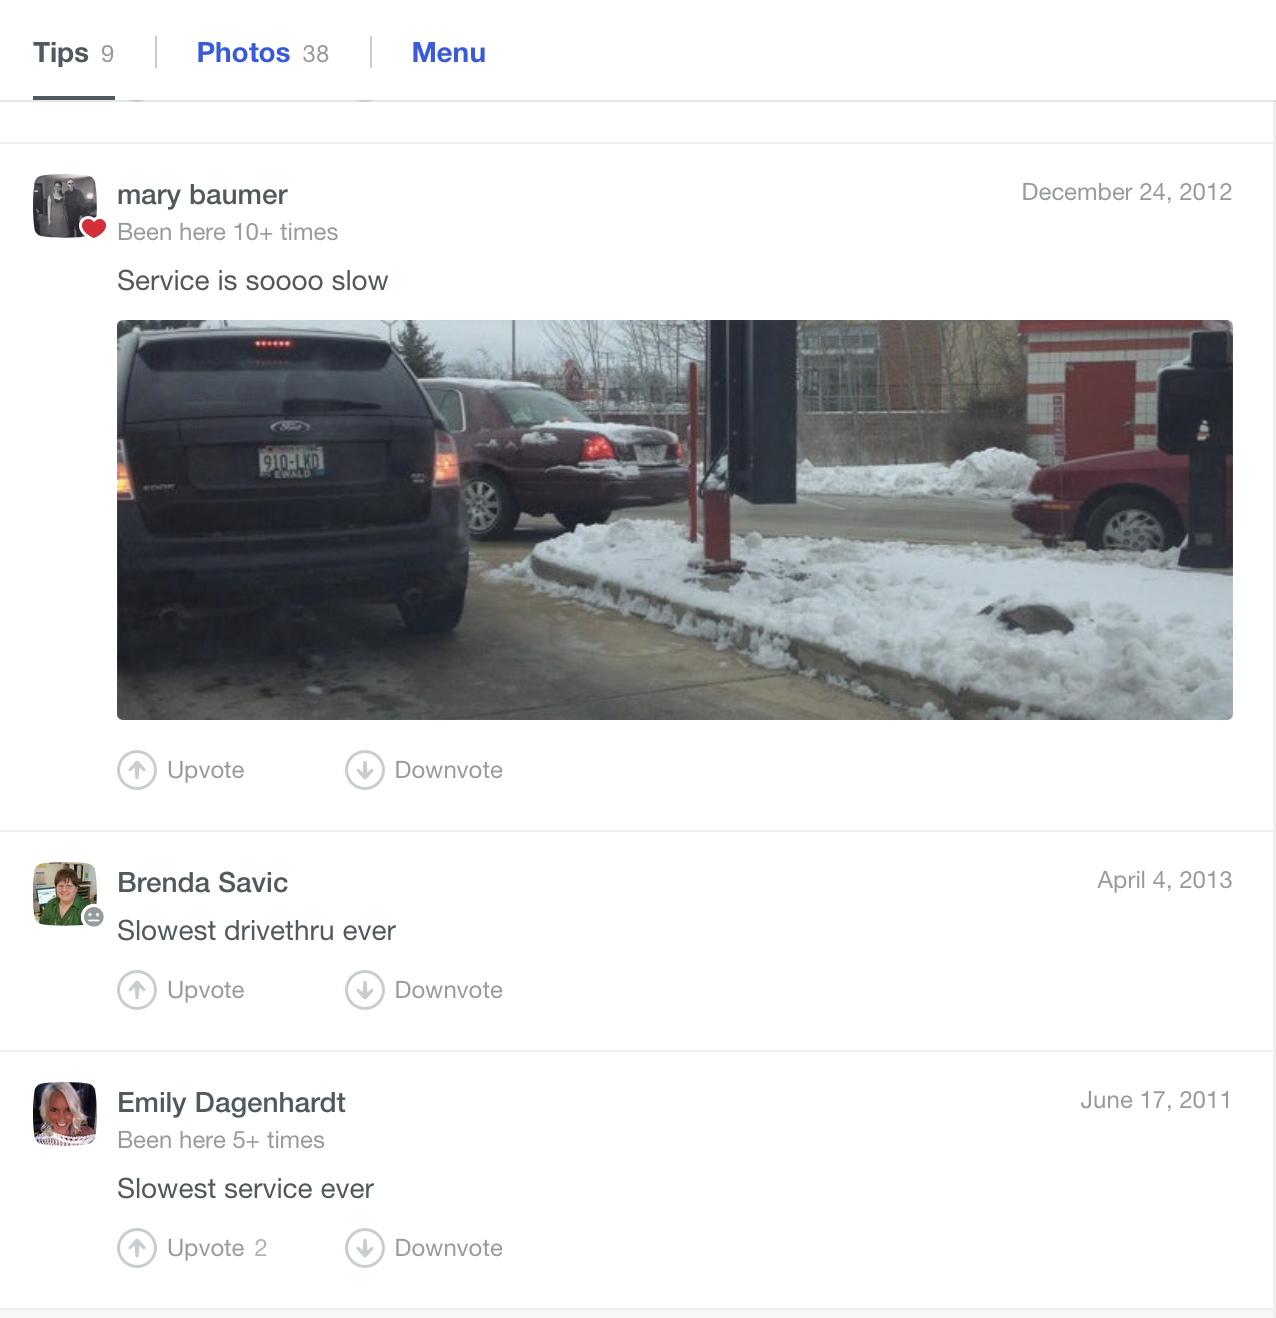 Tips 9
Photos 38
Menu
mary baumer
December 24, 2012
Been here 10+ times
Service is soooo slow
Ford
910-LKD
EDGE
Upvote
Downvote
Brenda Savic
April 4, 2013
Slowest drivethru ever
Upvote
Downvote
Emily Dagenhardt
June 17, 2011
Been here 5+ times
Slowest service ever
Upvote 2
Downvote